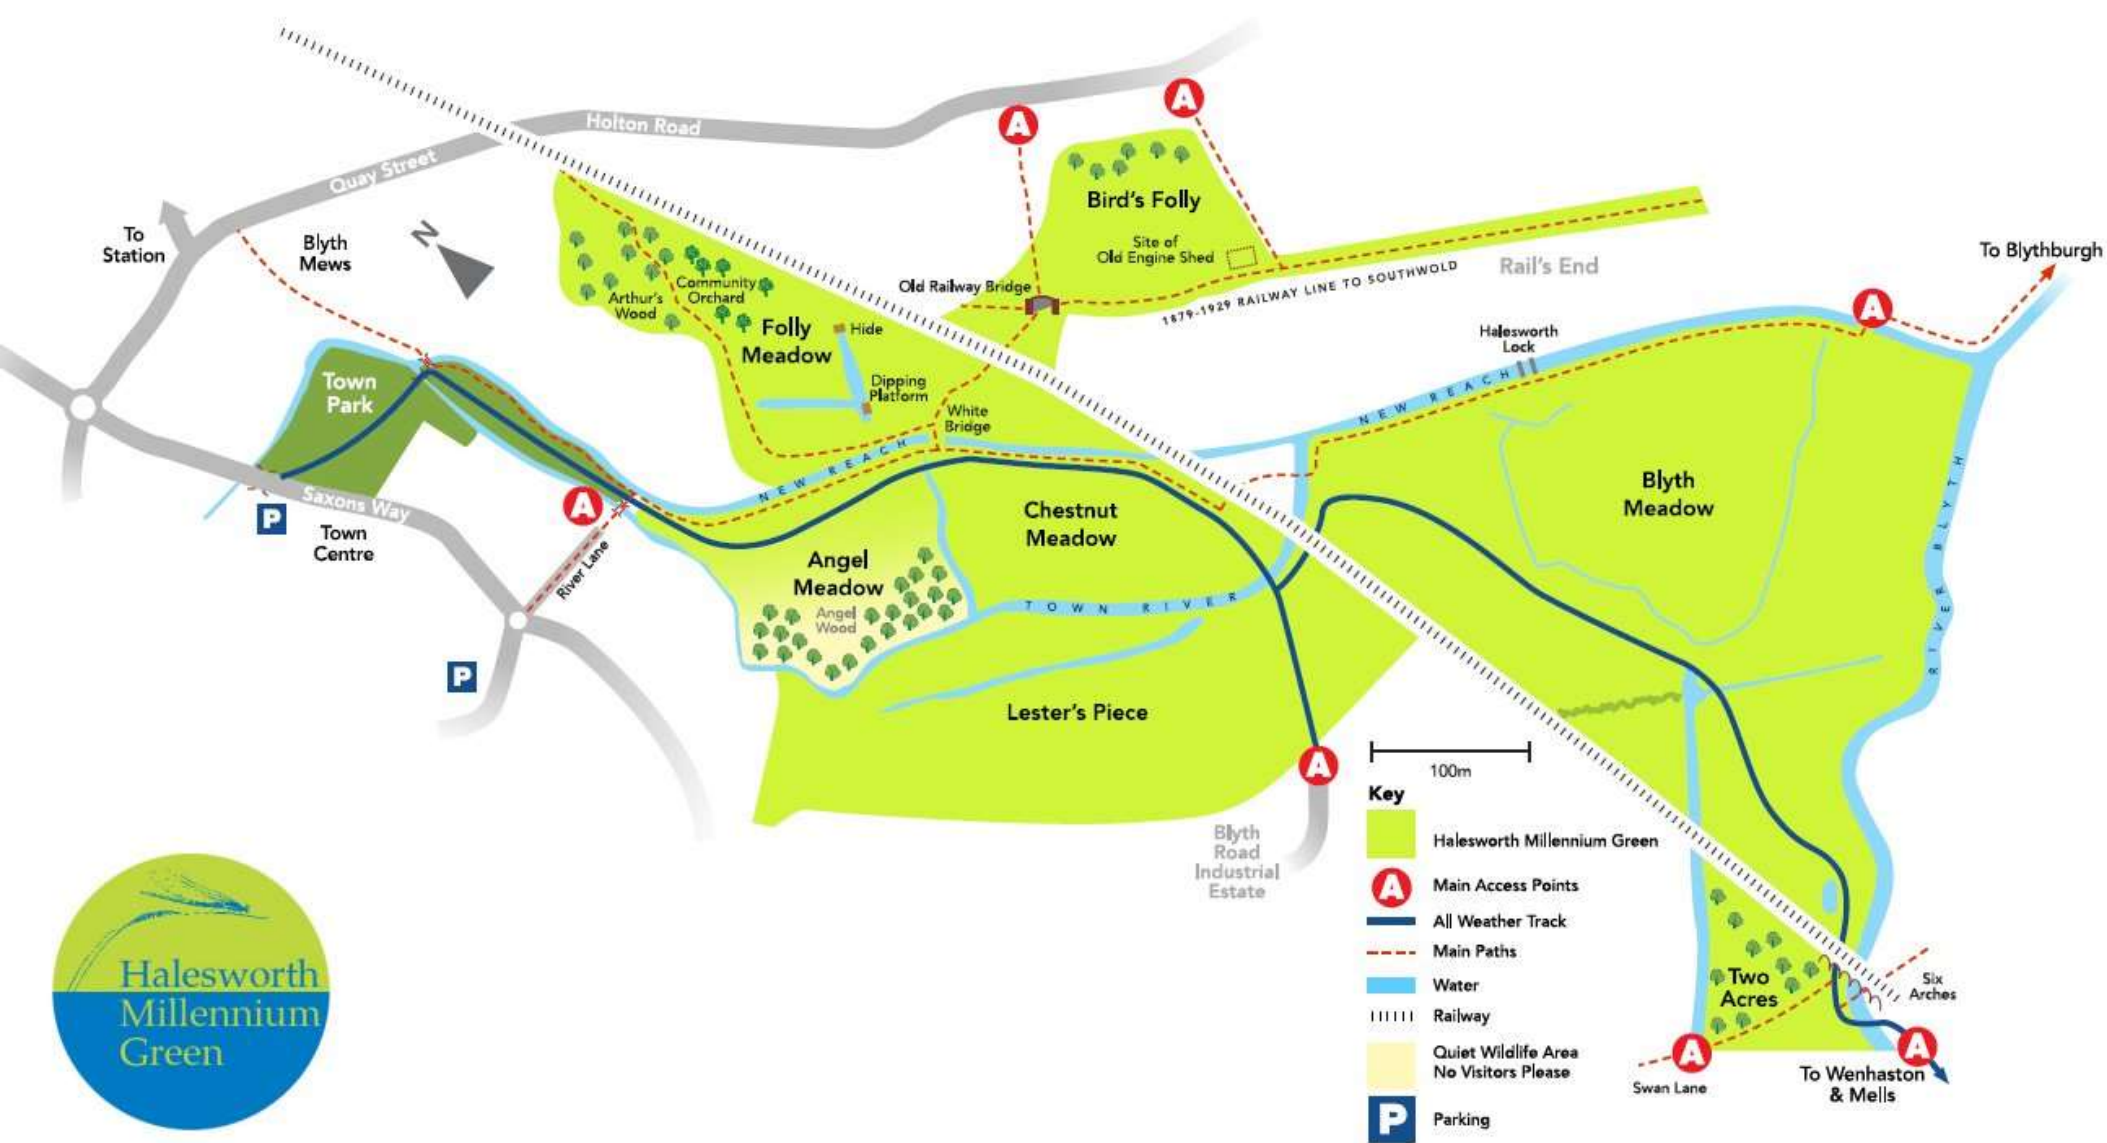 Holton Road
Quay Street
A
A
To
Station
Blyth
Mews
N
Bird's Folly
Site of
Old Engine Shed
Old Railway Bridge
Rail's End
1879-1929 RAILWAY LINE TO SOUTHWOLD
To Blythburgh
A
Community
Orchard
Arthur's
Wood
Folly
Meadow
Hide
Dipping
Platform
White
Bridge
Halesworth
Lock
NEW REACH
NEW REACH
Town
Park
Saxons Way
P
Town
Centre
A
River Lane
P
Angel
Meadow
Angel
Wood
Chestnut
Meadow
TOWN RIVER
Lester's Piece
Blyth
Meadow
RIVER BLYTH
A
Blyth
Road
Industrial
Estate
100m
Key
Halesworth Millennium Green
A
Main Access Points
All Weather Track
Main Paths
Water
Railway
Quiet Wildlife Area
No Visitors Please
P
Parking
Two
Acres
Six
Arches
A
A
Swan Lane
To Wenhaston
& Mells
Halesworth
Millennium
Green